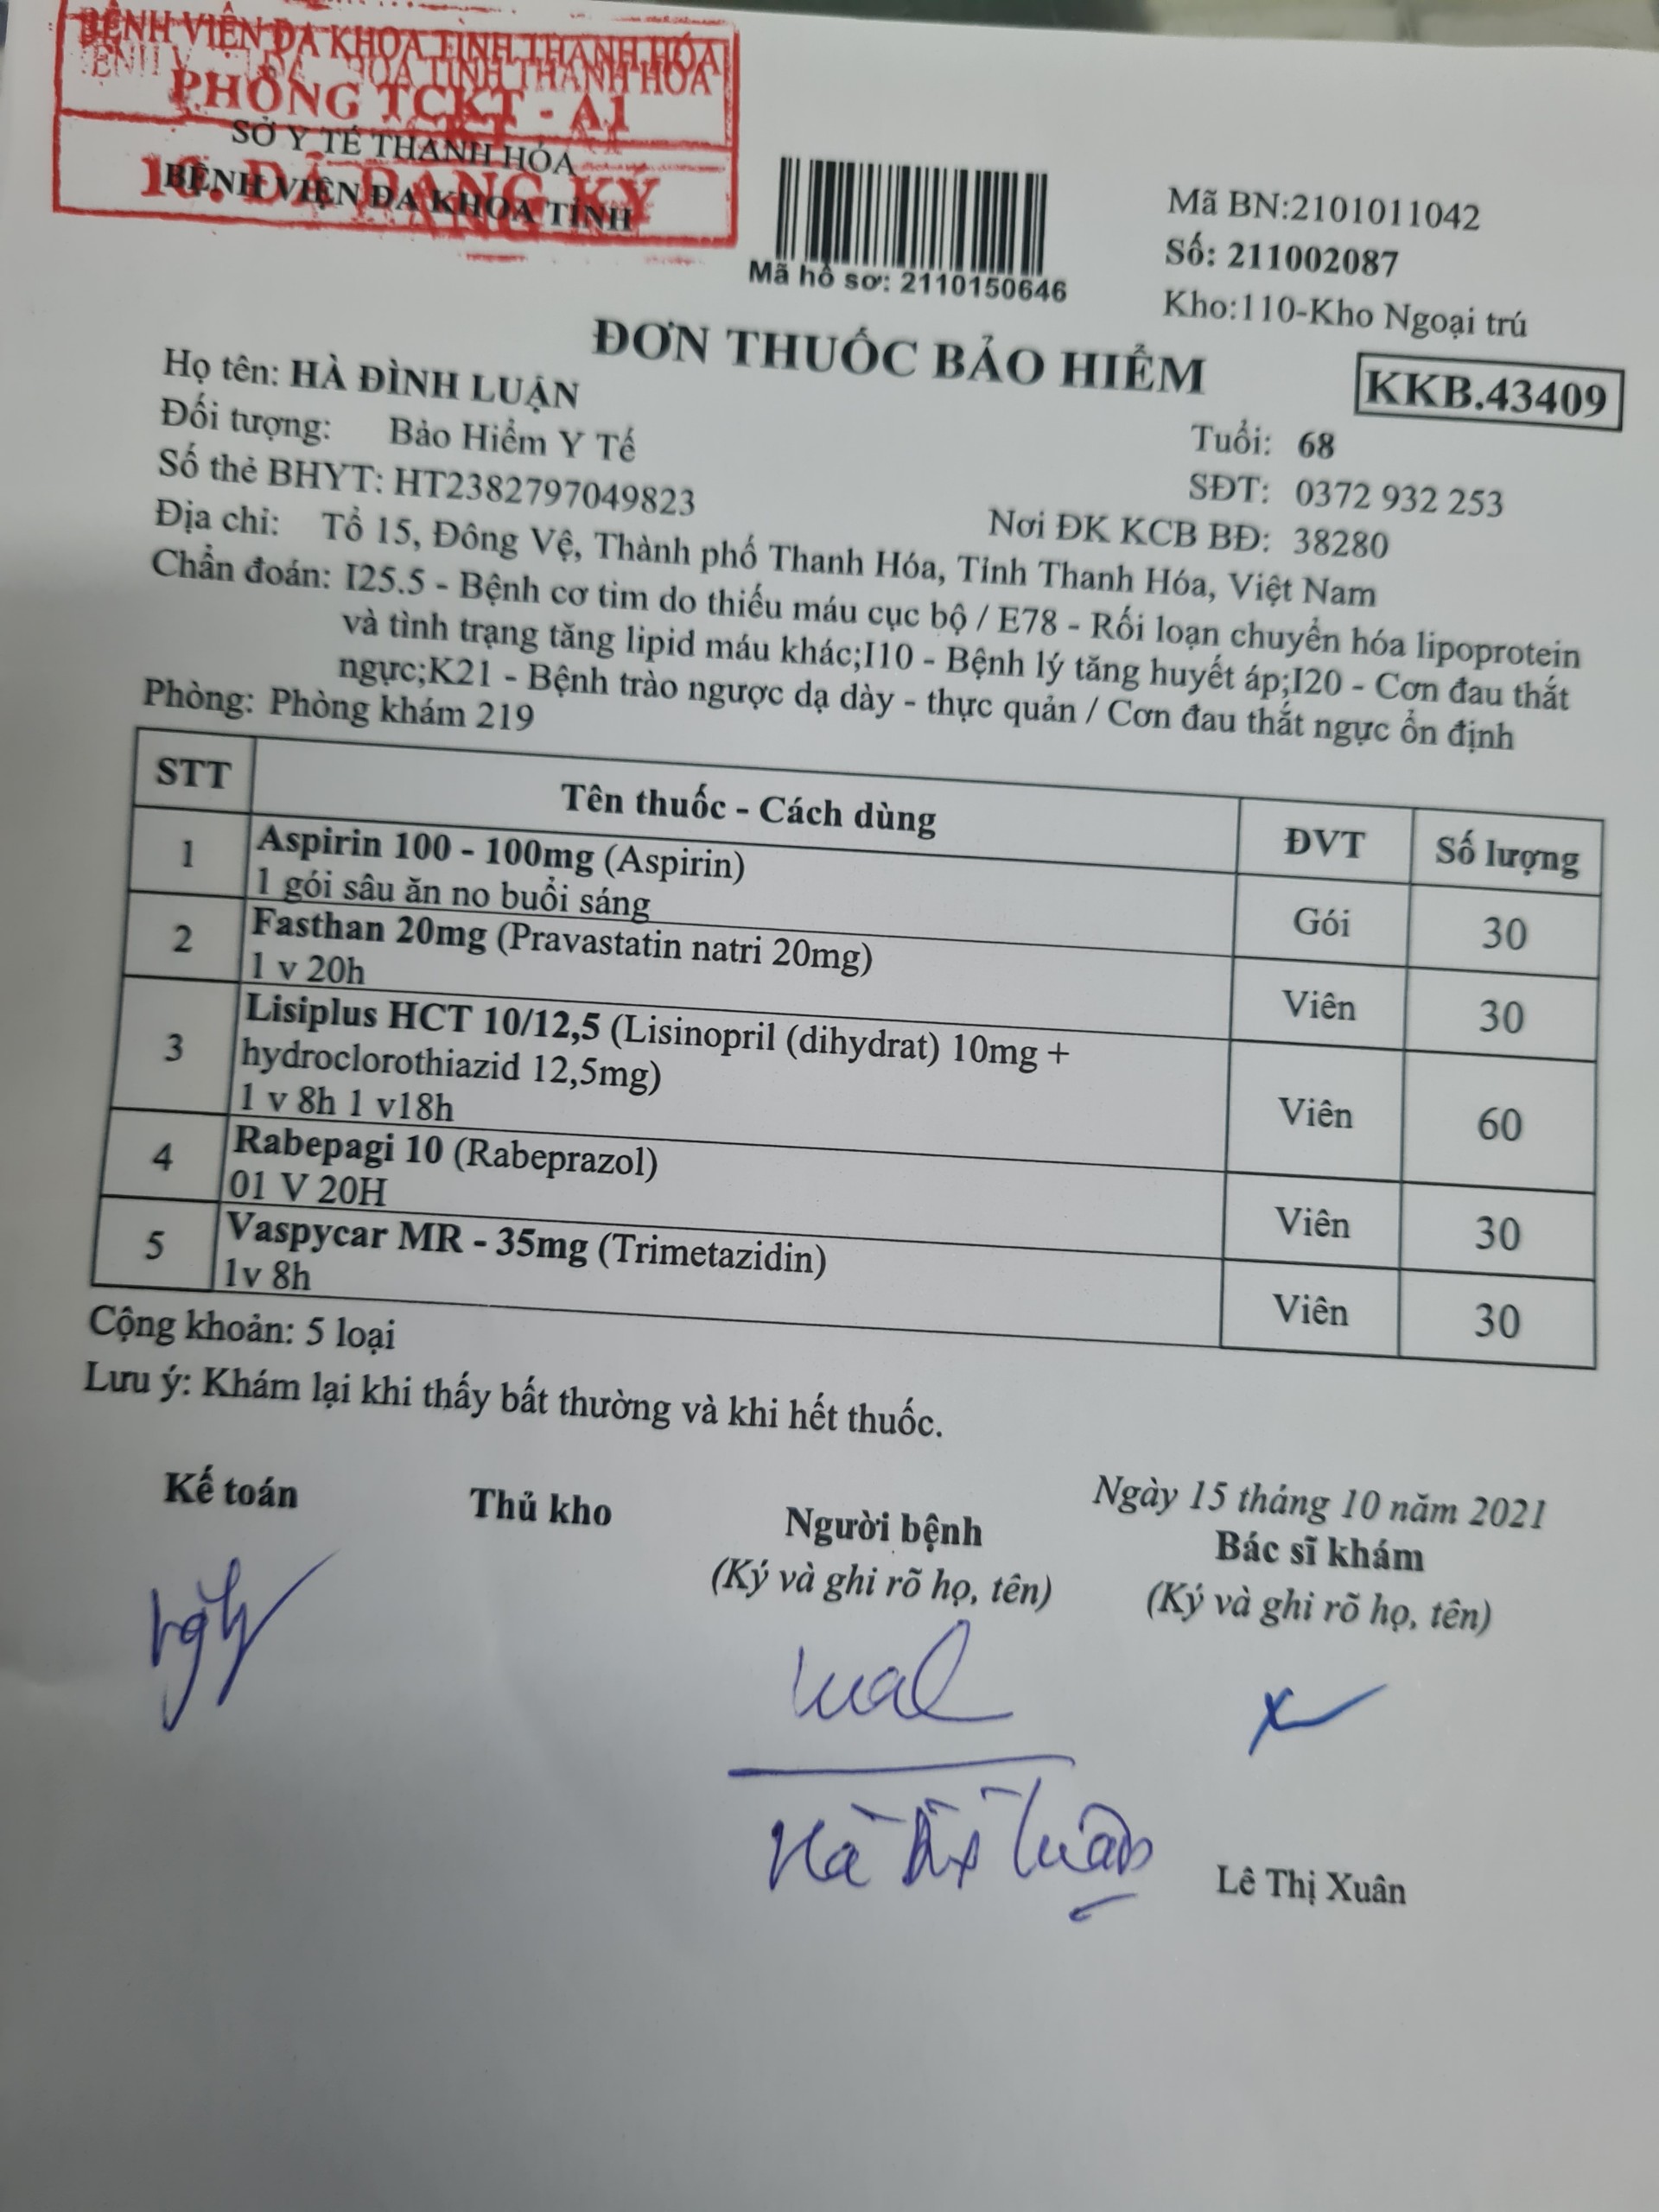 BỆNH VIỆN ĐA KHOA TỈNH THANH HÓA
PHÒNG TCKT - A1
SỞ Y TẾ THANH HÓA
BỆNH VIỆN ĐA KHOA TỈNH
Mã hồ sơ: 2110150646
Mã BN:2101011042
Số: 211002087
Kho:110-Kho Ngoại trú
ĐƠN THUỐC BẢO HIỂM
KKB.43409
Họ tên: HÀ ĐÌNH LUẬN
Tuổi: 68
Đối tượng: Bảo Hiểm Y Tế
SĐT: 0372 932 253
Số thẻ BHYT: HT2382797049823
Nơi ĐK KCB BĐ: 38280
Địa chỉ: Tổ 15, Đông Vệ, Thành phố Thanh Hóa, Tỉnh Thanh Hóa, Việt Nam
Chẩn đoán: I25.5 - Bệnh cơ tim do thiếu máu cục bộ / E78 - Rối loạn chuyển hóa lipoprotein
và tình trạng tăng lipid máu khác;I10 - Bệnh lý tăng huyết áp;I20 - Cơn đau thắt
ngực;K21 - Bệnh trào ngược dạ dày - thực quản / Cơn đau thắt ngực ổn định
Phòng: Phòng khám 219
STT Tên thuốc - Cách dùng ĐVT Số lượng
1 Aspirin 100 - 100mg (Aspirin) Gói 30
1 gói sâu ăn no buổi sáng
2 Fasthan 20mg (Pravastatin natri 20mg) Viên 30
1 v 20h
3 Lisiplus HCT 10/12,5 (Lisinopril (dihydrat) 10mg + Viên 60
hydroclorothiazid 12,5mg)
1 v 8h 1 v18h
4 Rabepagi 10 (Rabeprazol) Viên 30
01 V 20H
5 Vaspycar MR - 35mg (Trimetazidin) Viên 30
1v 8h
Cộng khoản: 5 loại
Lưu ý: Khám lại khi thấy bất thường và khi hết thuốc.
Ngày 15 tháng 10 năm 2021
Kế toán Thủ kho Người bệnh Bác sĩ khám
(Ký và ghi rõ họ, tên) (Ký và ghi rõ họ, tên)
Hà Đình Luận
Lê Thị Xuân